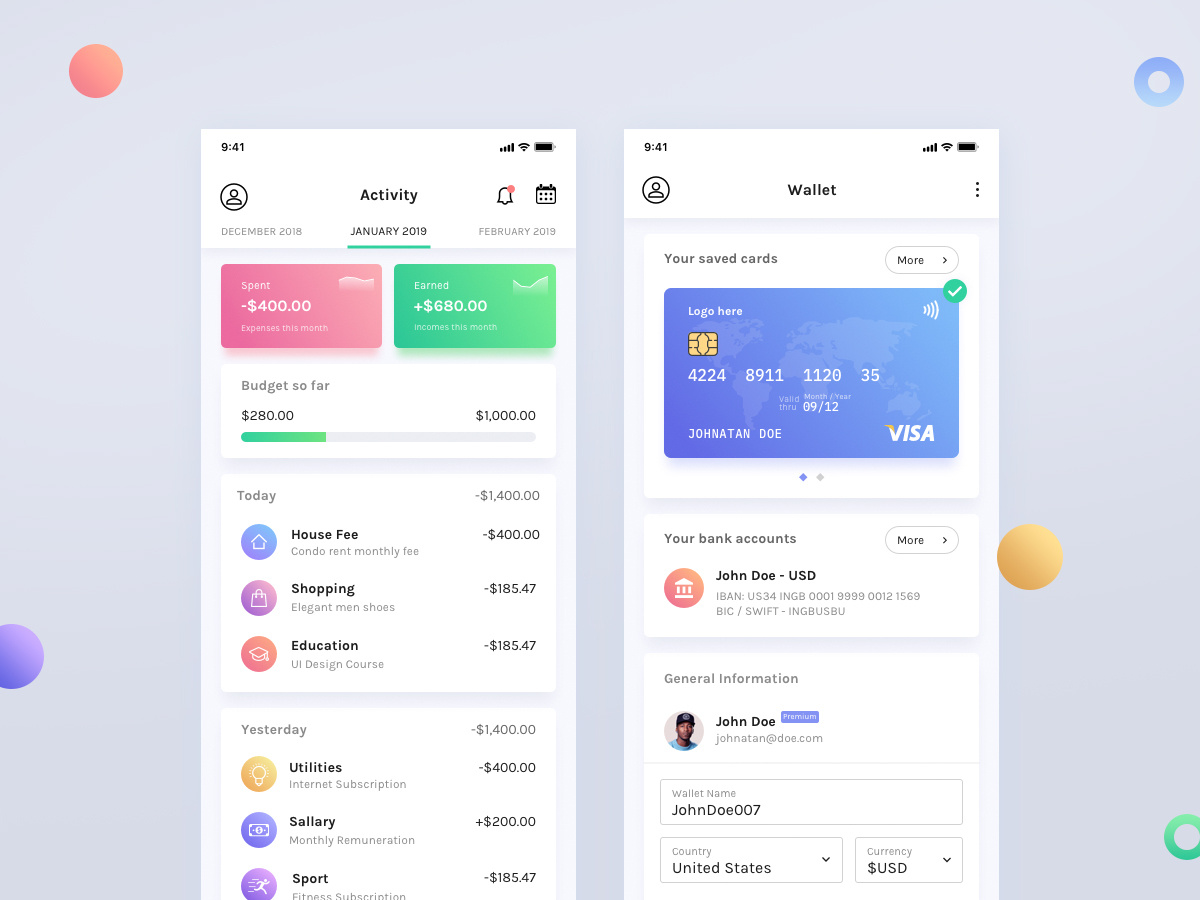 9:41
Activity
DECEMBER 2018 JANUARY 2019 FEBRUARY 2019
Spent
-$400.00
Expenses this month
Earned
+$680.00
Incomes this month
Budget so far
$280.00 $1,000.00
Today -$1,400.00
House Fee -$400.00
Condo rent monthly fee
Shopping -$185.47
Elegant men shoes
Education -$185.47
UI Design Course
Yesterday -$1,400.00
Utilities -$400.00
Internet Subscription
Sallary +$200.00
Monthly Remuneration
Sport -$185.47
Fitness Subscription
9:41
Wallet
Your saved cards More
Logo here
4224 8911 1120 35
Valid thru
Month / Year
09/12
JOHNATAN DOE VISA
Your bank accounts More
John Doe - USD
IBAN: US34 INGB 0001 9999 0012 1569
BIC / SWIFT - INGBUSBU
General Information
John Doe Premium
johnatan@doe.com
Wallet Name
JohnDoe007
Country
United States
Currency
$USD